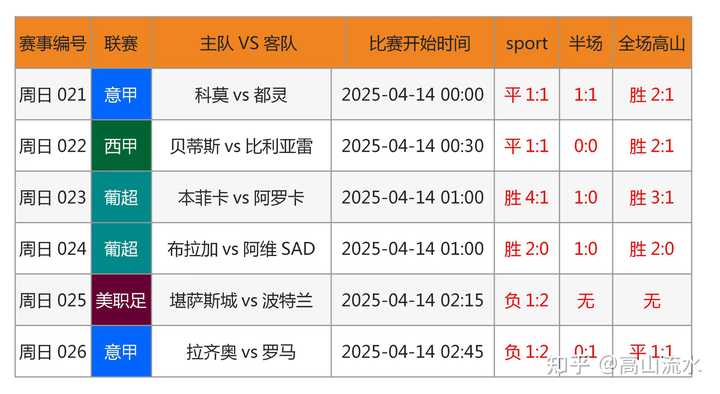 赛事编号 联赛 主队 VS 客队 比赛开始时间 sport 半场 全场高山
周日 021 意甲 科莫 vs 都灵 2025-04-14 00:00 平 1:1 1:1 胜 2:1
周日 022 西甲 贝蒂斯 vs 比利亚雷 2025-04-14 00:30 平 1:1 0:0 胜 2:1
周日 023 葡超 本菲卡 vs 阿罗卡 2025-04-14 01:00 胜 4:1 1:0 胜 3:1
周日 024 葡超 布拉加 vs 阿维 SAD 2025-04-14 01:00 胜 2:0 1:0 胜 2:0
周日 025 美职足 堪萨斯城 vs 波特兰 2025-04-14 02:15 负 1:2 无 无
周日 026 意甲 拉齐奥 vs 罗马 2025-04-14 02:45 负 1:2 0:1 平 1:1
知乎 @高山流水